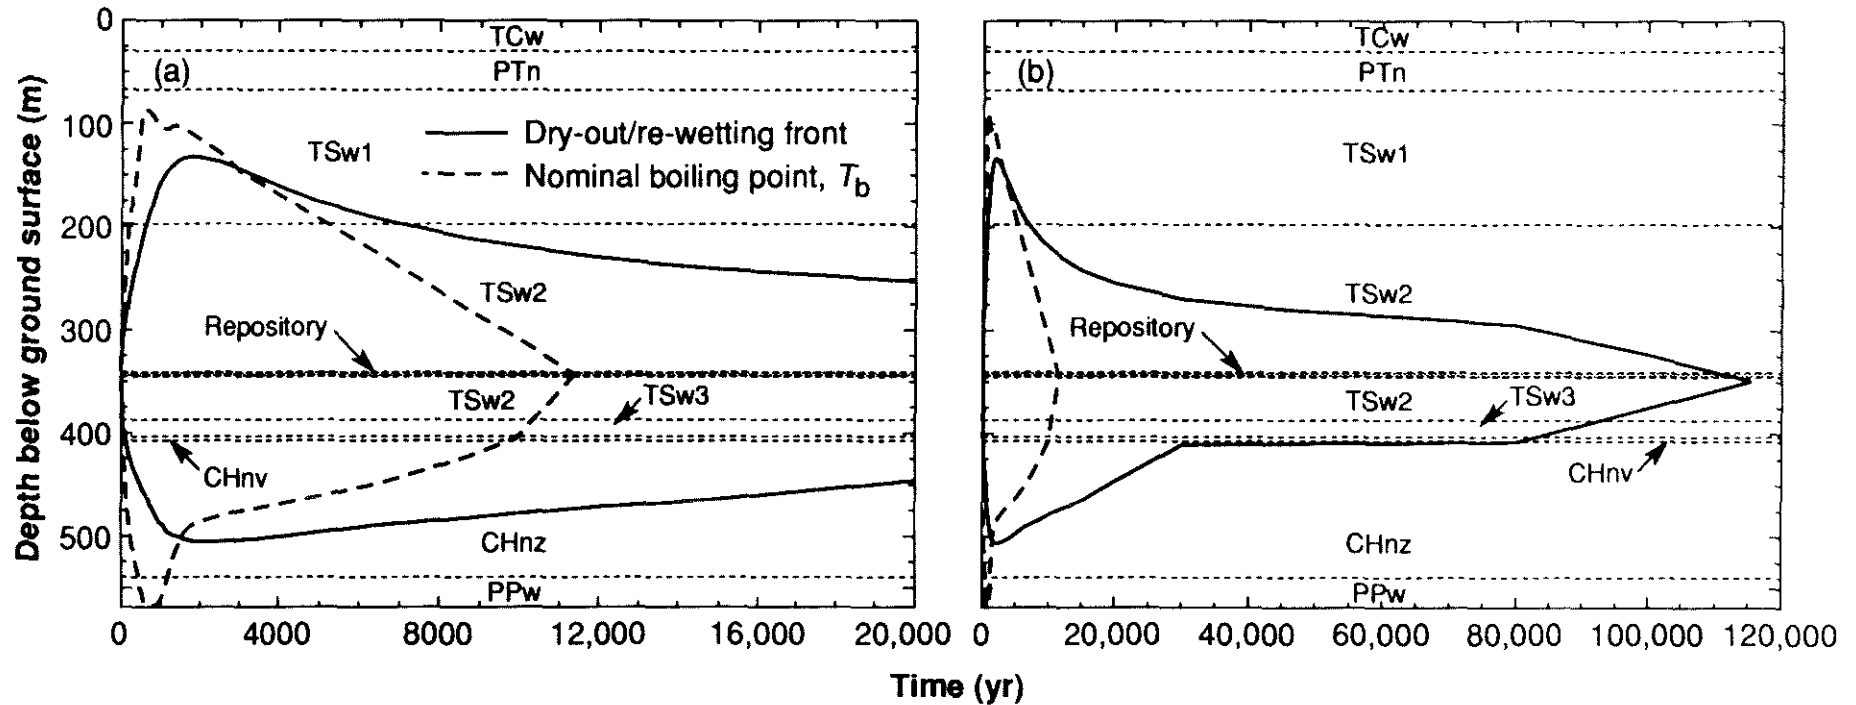 0
100
200
300
400
500
Depth below ground surface (m)
(a)
TCw
PTn
TSw1
Dry-out/re-wetting front
Nominal boiling point, Tb
TSw2
Repository
TSw2
TSw3
CHnv
CHnz
PPw
0 4000 8000 12,000 16,000 20,000
(b)
TCw
PTn
TSw1
TSw2
Repository
TSw2
TSw3
CHnv
CHnz
PPw
0 20,000 40,000 60,000 80,000 100,000 120,000
Time (yr)